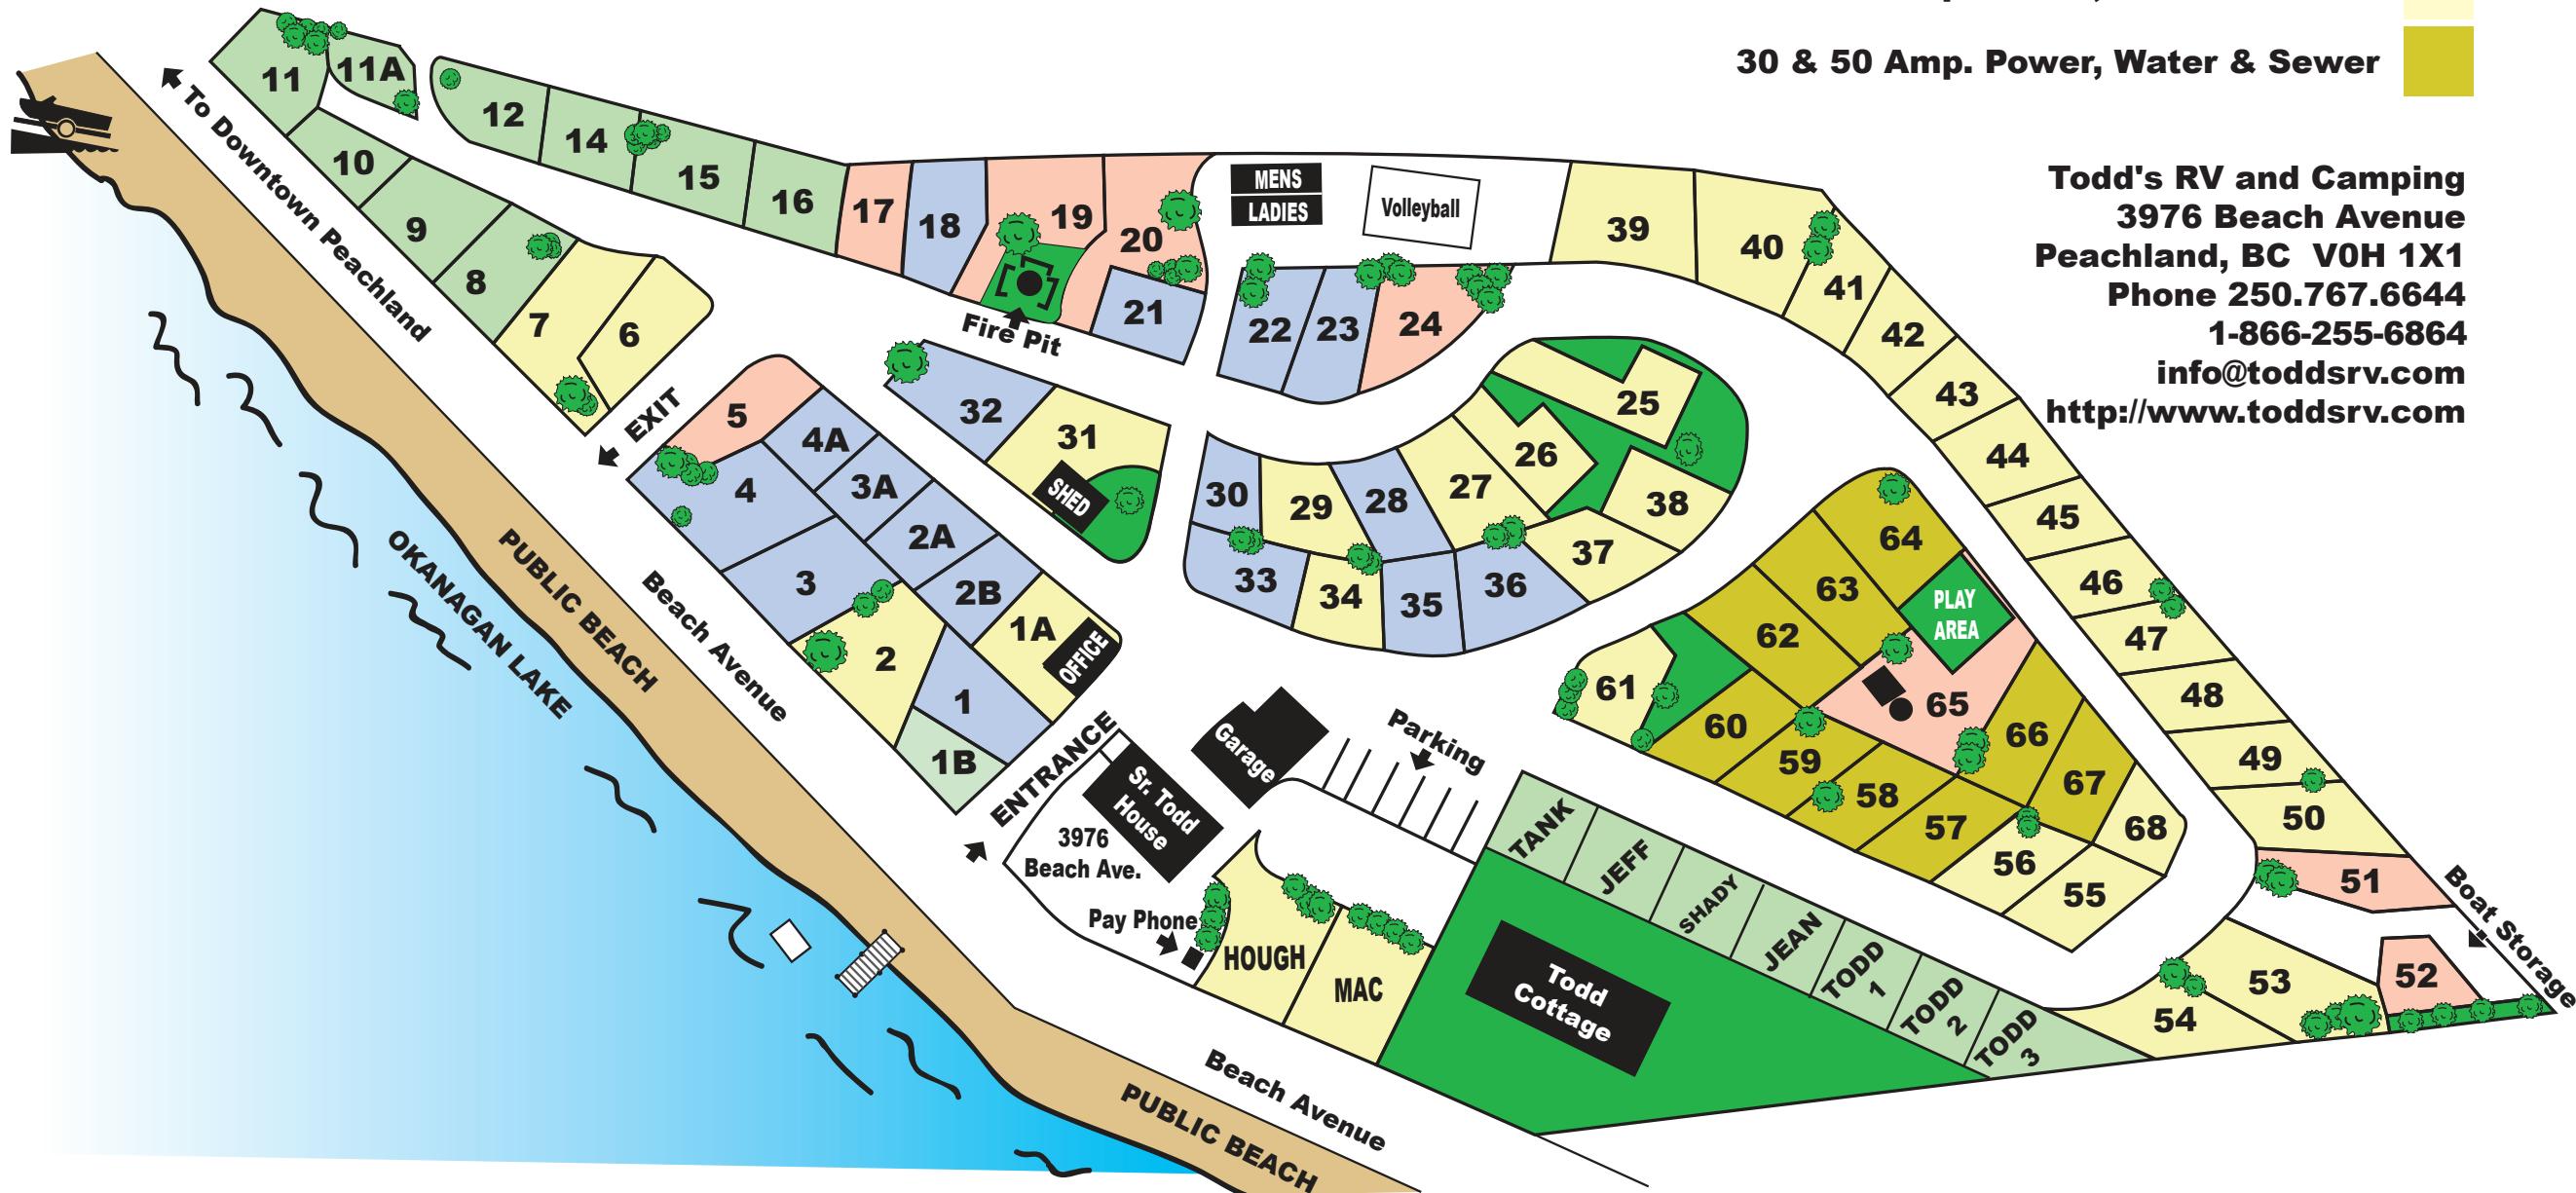 30 & 50 Amp. Power, Water & Sewer
Todd's RV and Camping
3976 Beach Avenue
Peachland, BC  V0H 1X1
Phone 250.767.6644
1-866-255-6864
info@toddsrv.com
http://www.toddsrv.com
11
11A
12
14
15
16
17
18
19
20
21
10
9
8
7
6
To Downtown Peachland
Fire Pit
MENS
LADIES
Volleyball
22
23
24
39
40
41
42
43
44
45
46
47
48
49
50
51
52
53
54
Boat Storage
EXIT
5
4A
4
3A
2A
3
2B
1A
OFFICE
2
1
1B
32
31
SHED
30
29
28
27
26
25
38
37
33
34
35
36
64
63
62
PLAY
AREA
61
60
65
66
59
58
67
57
68
56
55
OKANAGAN LAKE
PUBLIC BEACH
Beach Avenue
ENTRANCE
Garage
Parking
Sr. Todd
House
3976
Beach Ave.
Pay Phone
HOUGH
MAC
TANK
JEFF
SHADY
JEAN
TODD
1
TODD
2
TODD
3
Todd
Cottage
Beach Avenue
PUBLIC BEACH